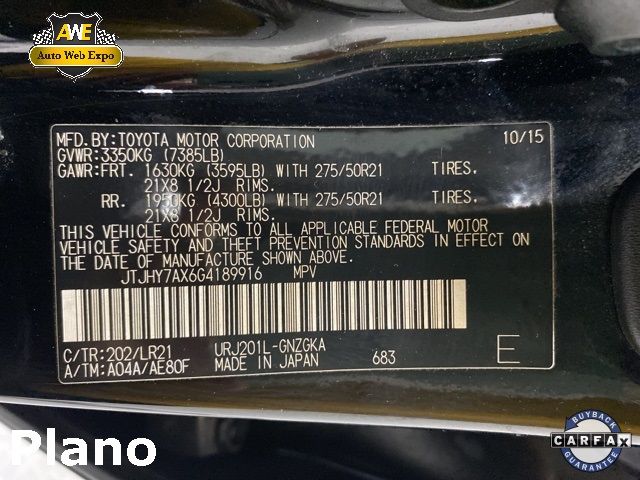 AWE
Auto Web Expo
MFD.BY:TOYOTA MOTOR CORPORATION 10/15
GVWR:3350KG (7385LB)
GAWR:FRT. 1630KG (3595LB) WITH 275/50R21 TIRES.
21X8 1/2J RIMS.
RR. 1950KG (4300LB) WITH 275/50R21 TIRES.
21X8 1/2J RIMS.
THIS VEHICLE CONFORMS TO ALL APPLICABLE FEDERAL MOTOR
VEHICLE SAFETY AND THEFT PREVENTION STANDARDS IN EFFECT ON
THE DATE OF MANUFACTURE SHOWN ABOVE.
JTJHY7AX6G4189916 MPV
C/TR:202/LR21 URJ201L-GNZGKA
A/TM:A04A/AE80F MADE IN JAPAN 683 E
Plano
BUYBACK
CARFAX
GUARANTEE